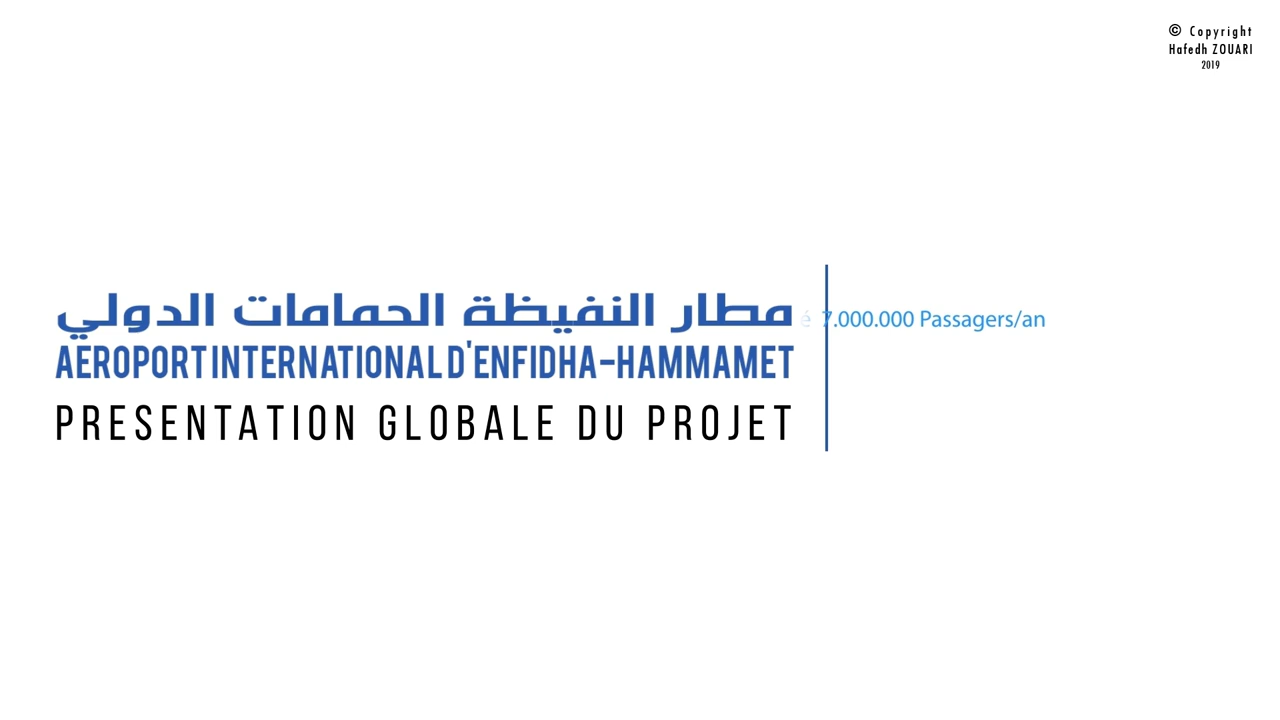 © Copyright
Hafedh ZOUARI
2019
مطار النفيظة الحمامات الدولي
é 7.000.000 Passagers/an
AEROPORT INTERNATIONAL D'ENFIDHA-HAMMAMET
PRESENTATION GLOBALE DU PROJET